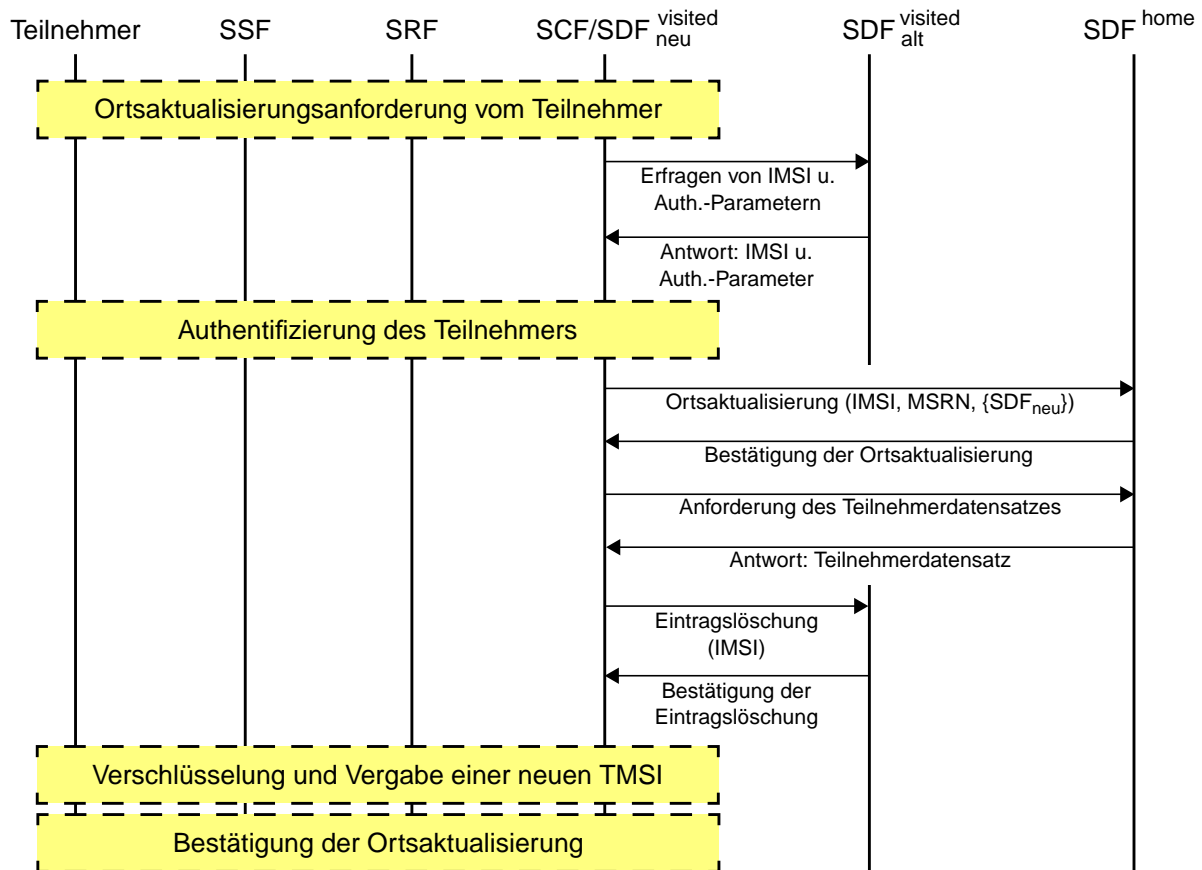 Teilnehmer SSF SRF SCF/SDF visited neu SDF visited alt SDF home
Ortsaktualisierungsanforderung vom Teilnehmer
Erfragen von IMSI u.
Auth.-Parametern
Antwort: IMSI u.
Auth.-Parameter
Authentifizierung des Teilnehmers
Ortsaktualisierung (IMSI, MSRN, {SDFneu})
Bestätigung der Ortsaktualisierung
Anforderung des Teilnehmerdatensatzes
Antwort: Teilnehmerdatensatz
Eintragslöschung
(IMSI)
Bestätigung der
Eintragslöschung
Verschlüsselung und Vergabe einer neuen TMSI
Bestätigung der Ortsaktualisierung